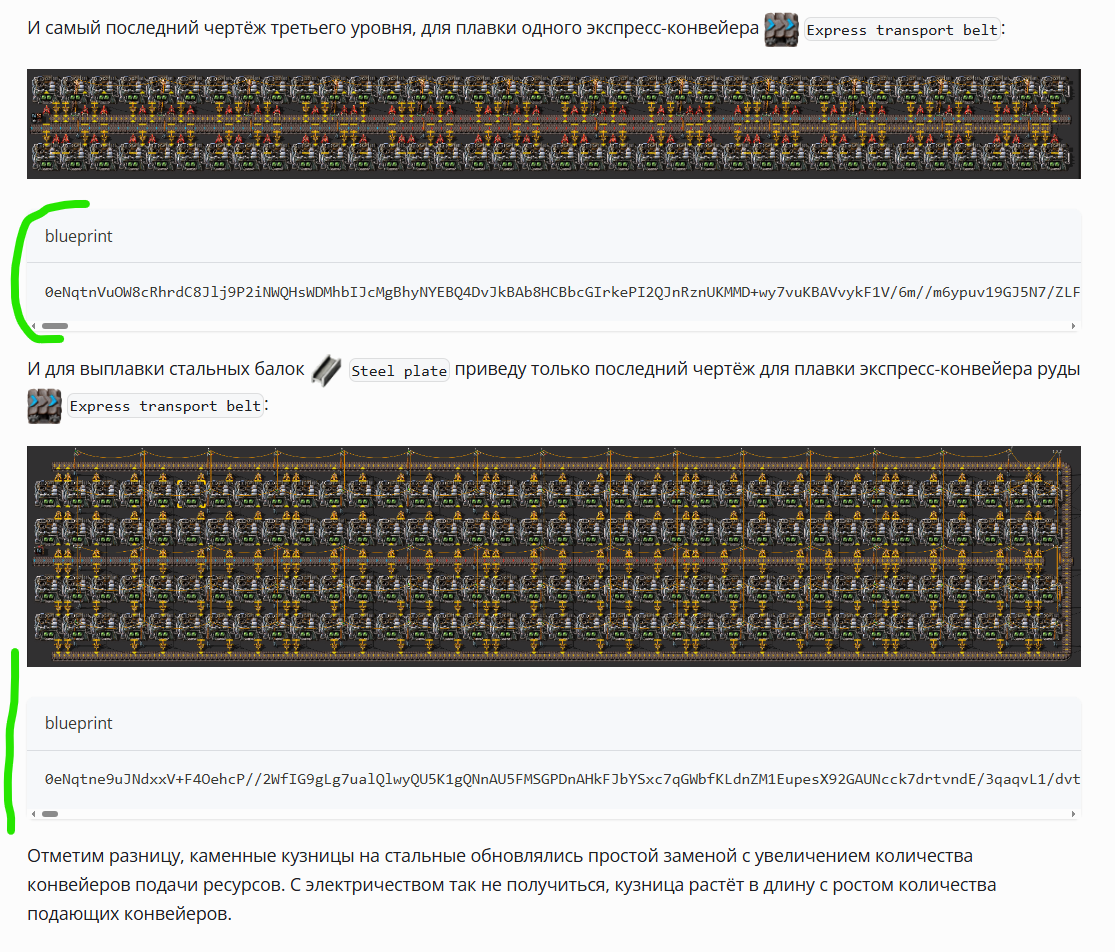 И самый последний чертёж третьего уровня, для плавки одного экспресс-конвейера Express transport belt:
blueprint
0eNqtnVuOW8cRhrdC8Jlj9P2iNWQHsWDMhbIJcMgBhyNYEBQ4DvJkBAb8HCBbcGIrkePI2QJnRznUKMMD+wy7vuKBAVvykF1V/6m//m6ypuv19GJ5N7/ZLF
И для выплавки стальных балок Steel plate приведу только последний чертёж для плавки экспресс-конвейера руды
Express transport belt:
blueprint
0eNqtne9uJNdxxV+F4OehcP//2WfIG9gLg7ualQlwyQU5K1gQNnAU5FMSGPDnAHkFJbYSxc7qGWbfKLdnZM1EupesX92GAUNcck7drtvndE/3qaqvL1/dvt
Отметим разницу, каменные кузницы на стальные обновлялись простой заменой с увеличением количества
конвейеров подачи ресурсов. С электричеством так не получиться, кузница растёт в длину с ростом количества
подающих конвейеров.